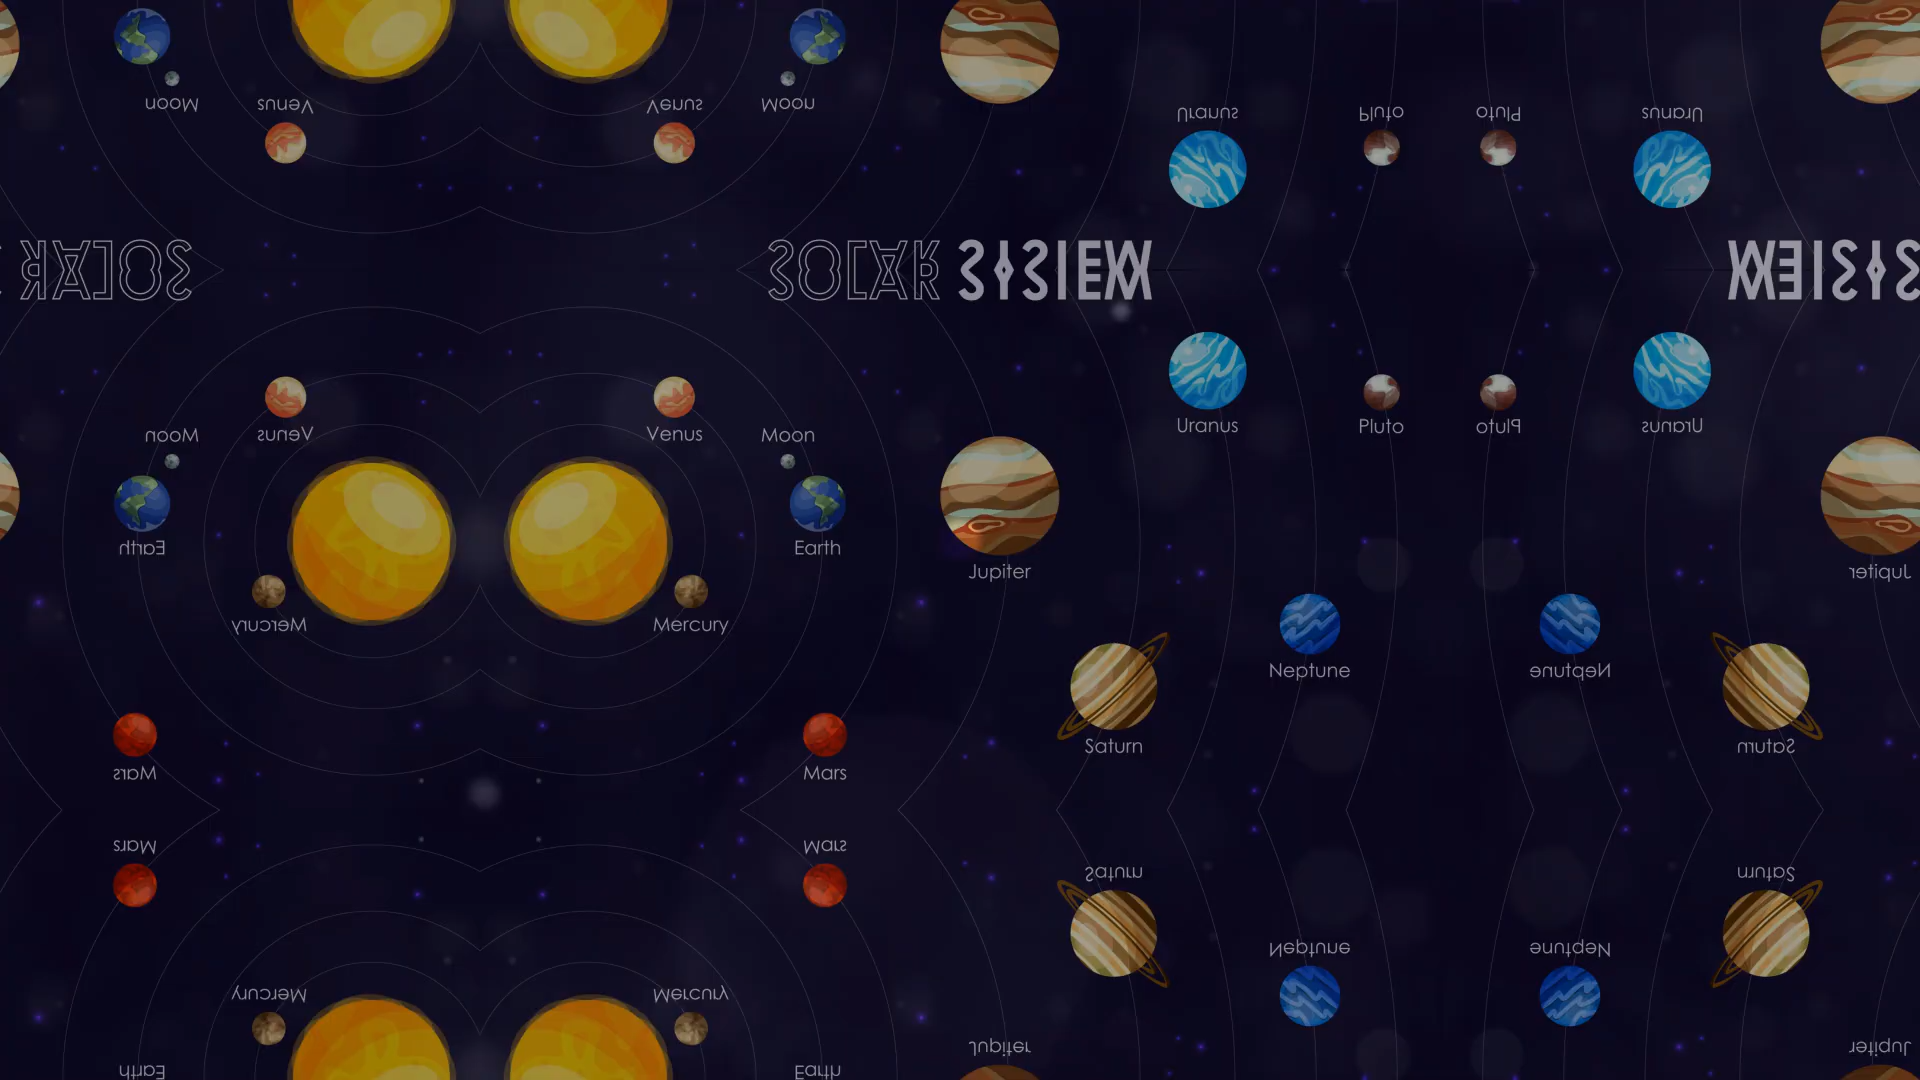 Moon Venus Venus Moon
Uranus Pluto Pluto Uranus
SOLAR SOLAR SYSTEM SYSTEM
Uranus Pluto Pluto Uranus
Moon Venus Venus Moon
Earth Earth
Jupiter Jupiter
Mercury Mercury
Neptune Neptune
Saturn Saturn
Mars Mars
Mars Mars
Saturn Saturn
Neptune Neptune
Mercury Mercury
Jupiter Jupiter
Earth Earth